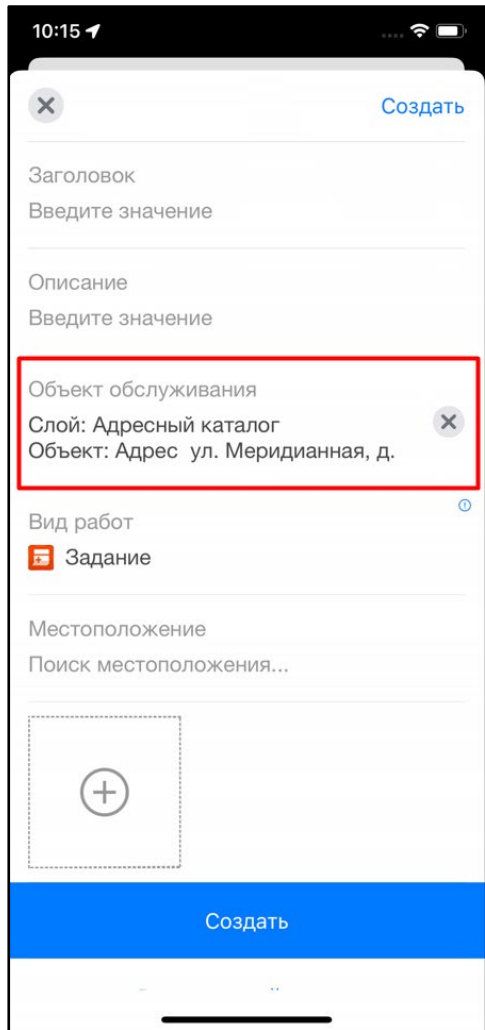 10:15
Создать
Заголовок
Введите значение
Описание
Введите значение
Объект обслуживания
Слой: Адресный каталог
Объект: Адрес ул. Меридианная, д.
Вид работ
Задание
Местоположение
Поиск местоположения...
Создать